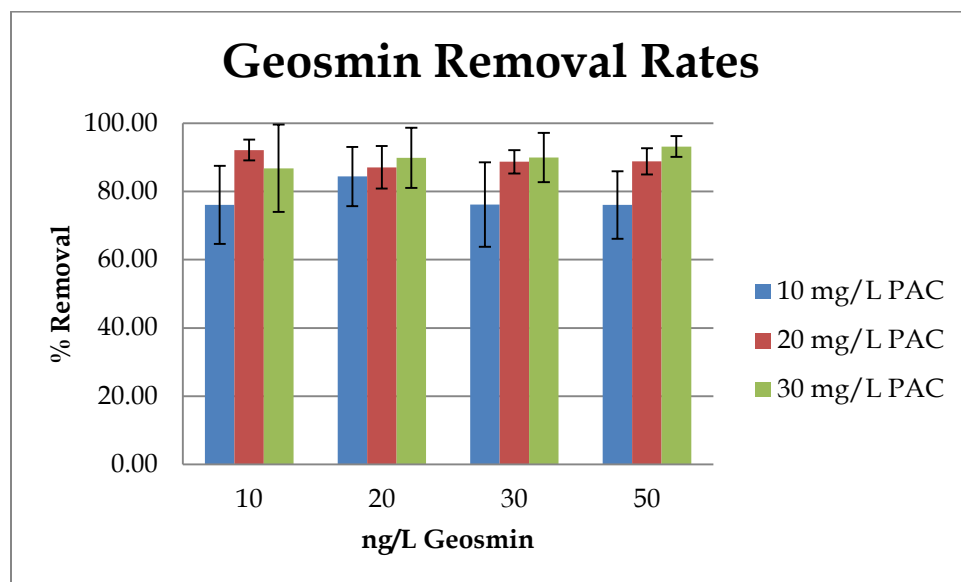 Geosmin Removal Rates
100.00
80.00
60.00
40.00
20.00
0.00
% Removal
10 20 30 50
ng/L Geosmin
10 mg/L PAC
20 mg/L PAC
30 mg/L PAC